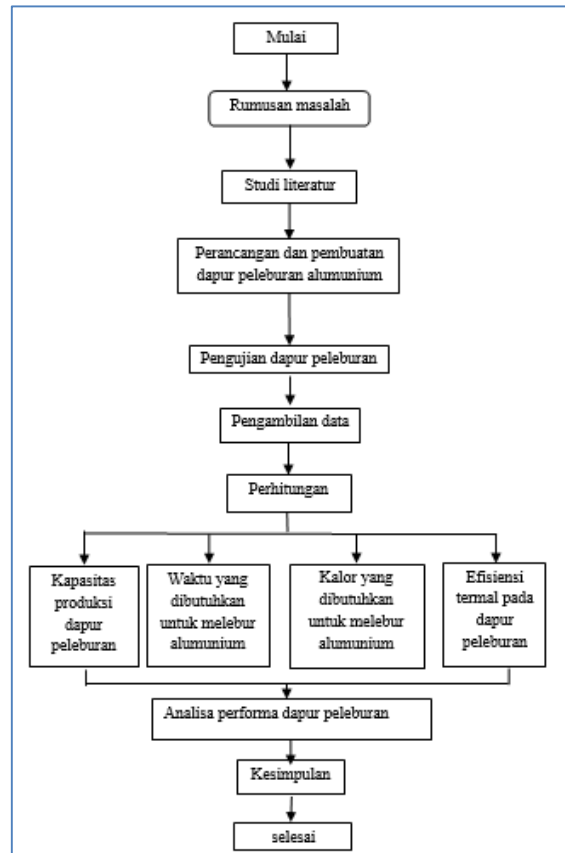 Mulai
Rumusan masalah
Studi literatur
Perancangan dan pembuatan
dapur peleburan alumunium
Pengujian dapur peleburan
Pengambilan data
Perhitungan
Kapasitas
produksi
dapur
peleburan
Waktu yang
dibutuhkan
untuk melebur
alumunium
Kalor yang
dibutuhkan
untuk melebur
alumunium
Efisiensi
termal pada
dapur
peleburan
Analisa performa dapur peleburan
Kesimpulan
selesai